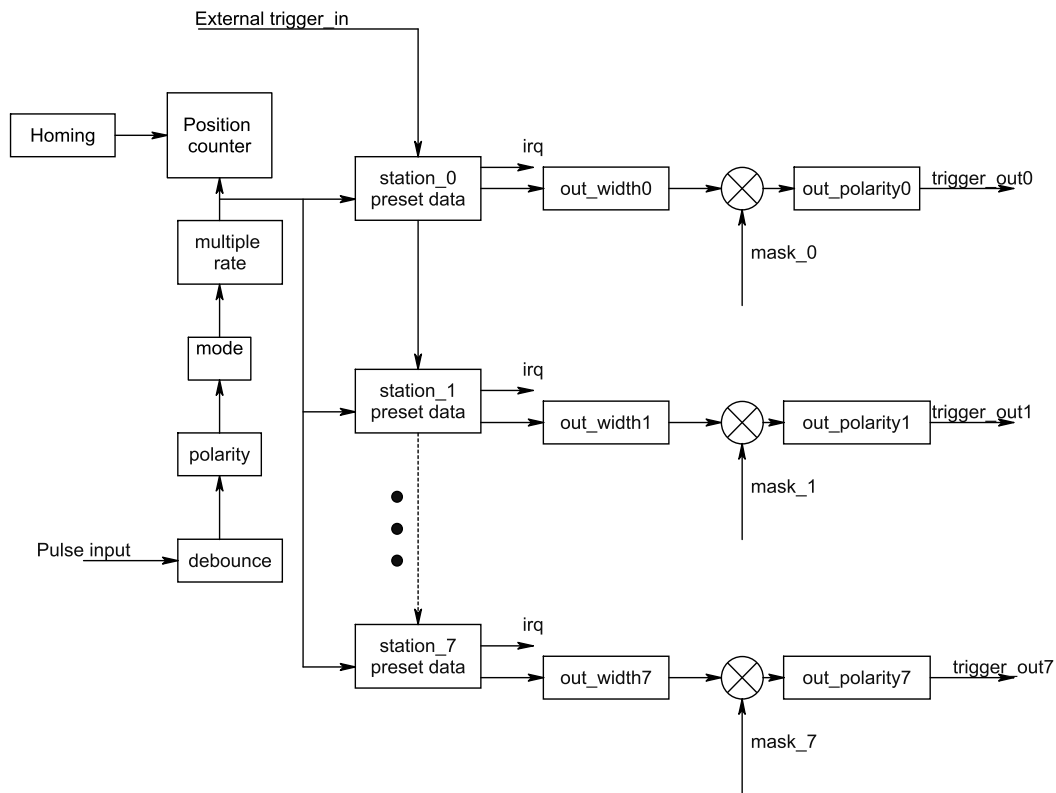 External trigger_in
Homing
Position
counter
irq
station_0
preset data
out_width0
out_polarity0
trigger_out0
multiple
rate
mask_0
mode
irq
station_1
preset data
out_width1
out_polarity1
trigger_out1
polarity
mask_1
Pulse input
debounce
irq
station_7
preset data
out_width7
out_polarity7
trigger_out7
mask_7